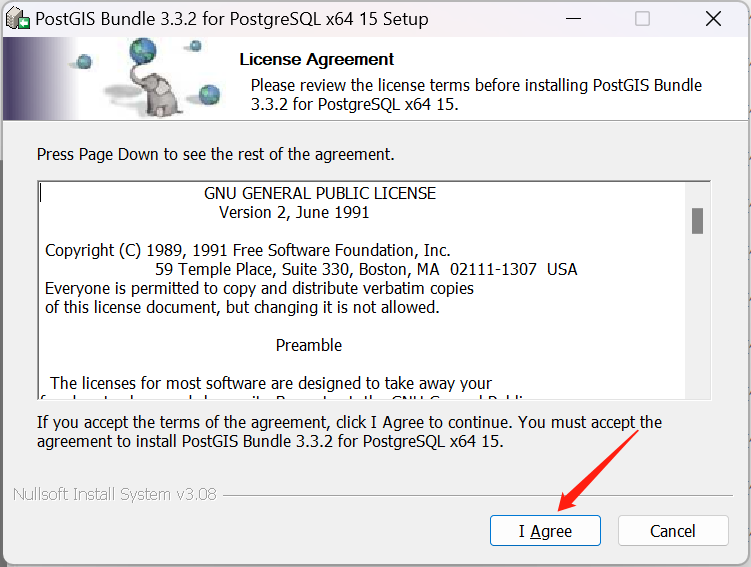 PostGIS Bundle 3.3.2 for PostgreSQL x64 15 Setup
License Agreement
Please review the license terms before installing PostGIS Bundle
3.3.2 for PostgreSQL x64 15.
Press Page Down to see the rest of the agreement.
GNU GENERAL PUBLIC LICENSE
Version 2, June 1991
Copyright (C) 1989, 1991 Free Software Foundation, Inc.
59 Temple Place, Suite 330, Boston, MA 02111-1307 USA
Everyone is permitted to copy and distribute verbatim copies
of this license document, but changing it is not allowed.
Preamble
The licenses for most software are designed to take away your
If you accept the terms of the agreement, click I Agree to continue. You must accept the
agreement to install PostGIS Bundle 3.3.2 for PostgreSQL x64 15.
Nullsoft Install System v3.08
I Agree
Cancel